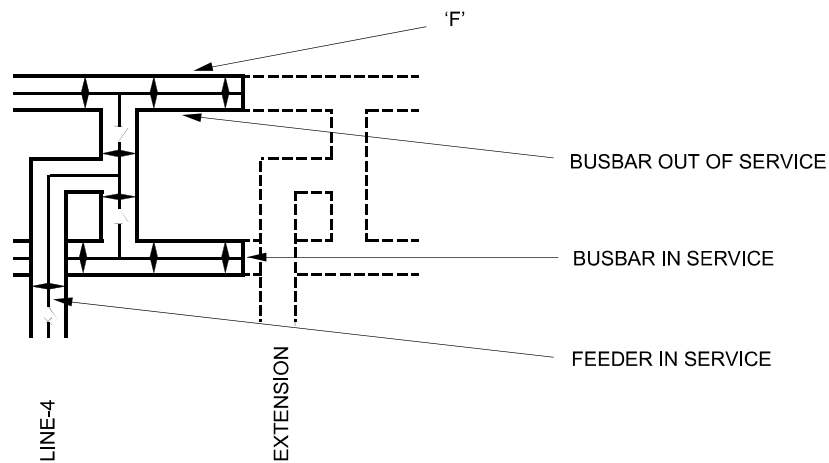 ‘F’
BUSBAR OUT OF SERVICE
BUSBAR IN SERVICE
FEEDER IN SERVICE
LINE-4
EXTENSION